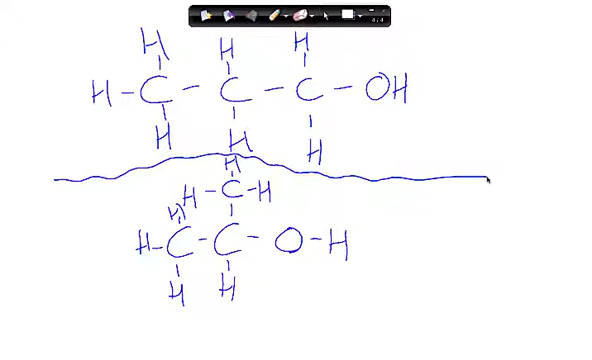 H H H
H - C - C - C - OH
H H H
H
H - C - H
H
H - C - C - O - H
H H